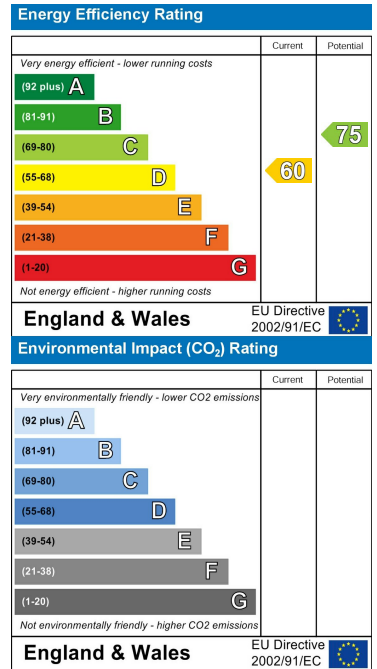 Energy Efficiency Rating
Current Potential
Very energy efficient - lower running costs
(92 plus) A
(81-91) B
75
(69-80) C
(55-68) D
60
(39-54) E
(21-38) F
(1-20) G
Not energy efficient - higher running costs
England & Wales
EU Directive
2002/91/EC
Environmental Impact (CO₂) Rating
Current Potential
Very environmentally friendly - lower CO2 emissions
(92 plus) A
(81-91) B
(69-80) C
(55-68) D
(39-54) E
(21-38) F
(1-20) G
Not environmentally friendly - higher CO2 emissions
England & Wales
EU Directive
2002/91/EC